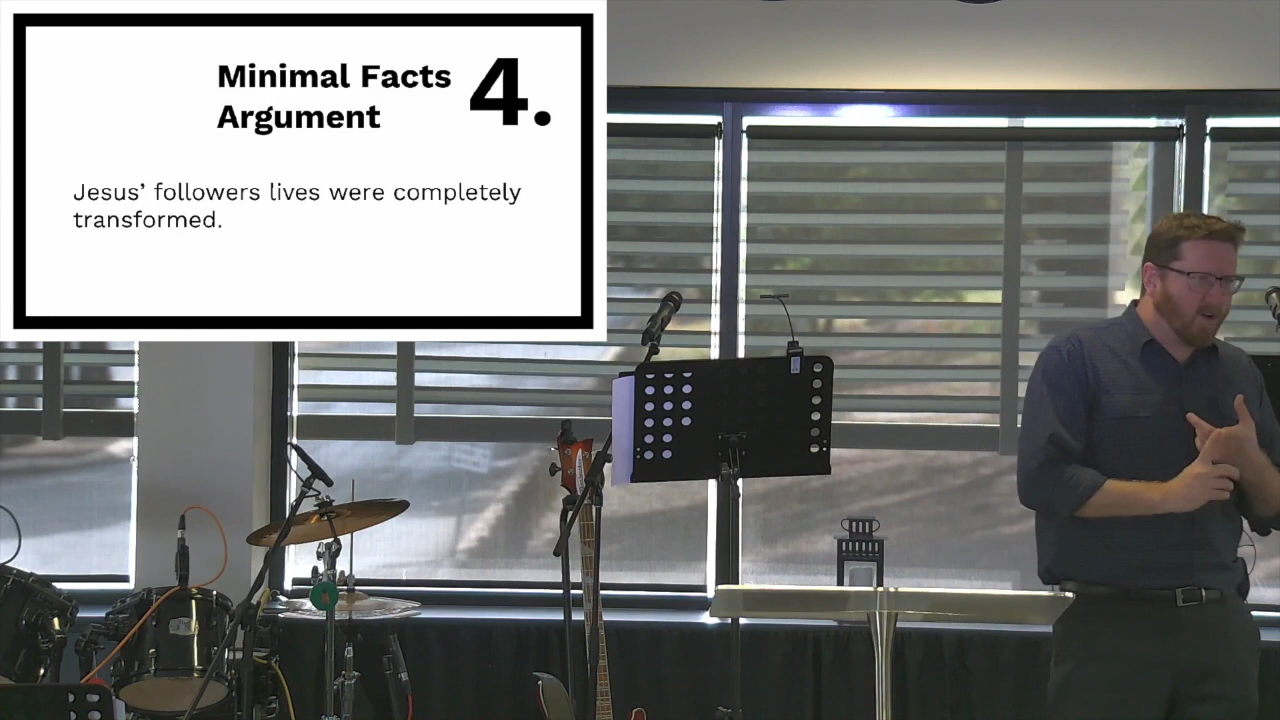 Minimal Facts 4.
Argument
Jesus’ followers lives were completely
transformed.